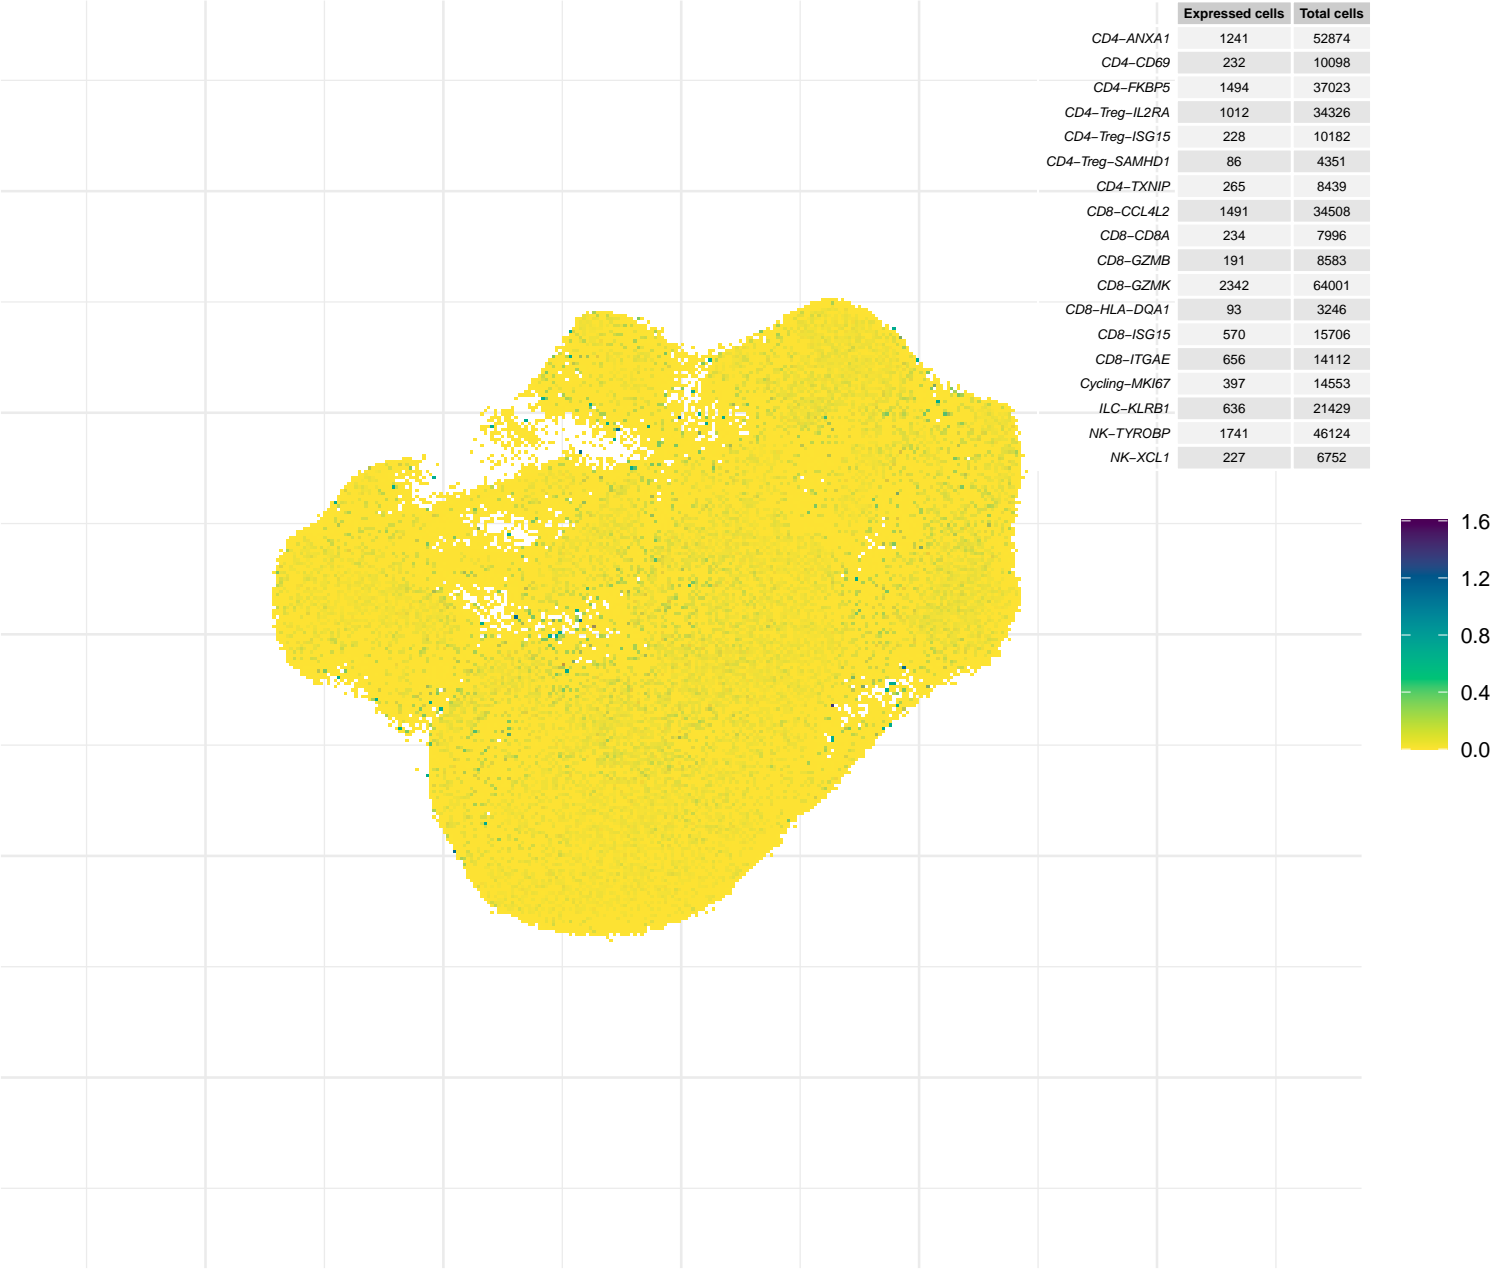 Expressed cells Total cells
CD4−ANXA1 1241 52874
CD4−CD69 232 10098
CD4−FKBP5 1494 37023
CD4−Treg−IL2RA 1012 34326
CD4−Treg−ISG15 228 10182
CD4−Treg−SAMHD1 86 4351
CD4−TXNIP 265 8439
CD8−CCL4L2 1491 34508
CD8−CD8A 234 7996
CD8−GZMB 191 8583
CD8−GZMK 2342 64001
CD8−HLA−DQA1 93 3246
CD8−ISG15 570 15706
CD8−ITGAE 656 14112
Cycling−MKI67 397 14553
ILC−KLRB1 636 21429
NK−TYROBP 1741 46124
NK−XCL1 227 6752
1.6
1.2
0.8
0.4
0.0